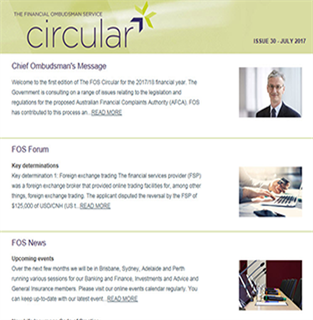 THE FINANCIAL OMBUDSMAN SERVICE
circular
ISSUE 30 - JULY 2017
Chief Ombudsman's Message
Welcome to the first edition of The FOS Circular for the 2017/18 financial year. The
Government is consulting on a range of issues relating to the legislation and
regulations for the proposed Australian Financial Complaints Authority (AFCA). FOS
has contributed to this process an...READ MORE
FOS Forum
Key determinations
Key determination 1: Foreign exchange trading The financial services provider (FSP)
was a foreign exchange broker that provided online trading facilities for, among other
things, foreign exchange trading. The applicant disputed the reversal by the FSP of
$125,000 of USD/CNH (US t...READ MORE
FOS News
Upcoming events
Over the next few months we will be in Brisbane, Sydney, Adelaide and Perth
running various sessions for our Banking and Finance, Investments and Advice and
General Insurance members. Please visit our online events calendar regularly. You
can keep up-to-date with our latest event...READ MORE